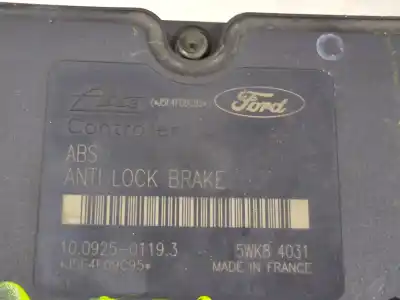 Ford
Controller
ABS
ANTI LOCK BRAKE
10.0925-0119.3 5WK8 4031
MADE IN FRANCE